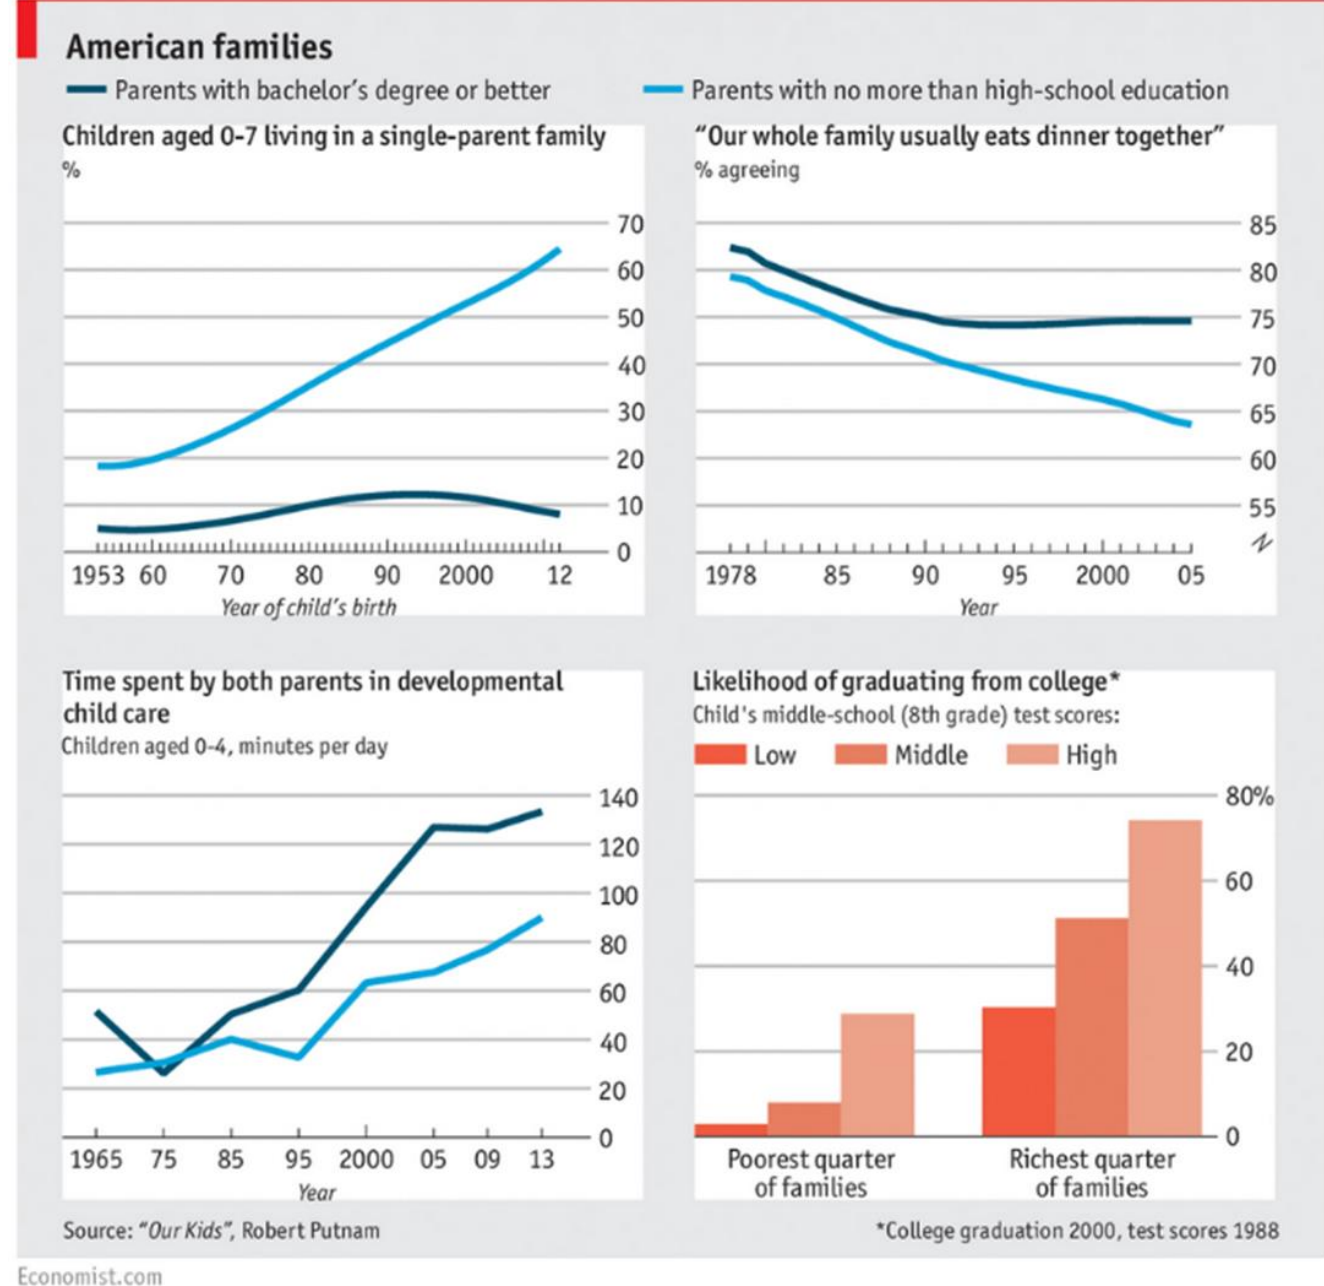 American families
Parents with bachelor's degree or better
Parents with no more than high-school education
Children aged 0-7 living in a single-parent family
%
70
60
50
40
30
20
10
0
1953 60 70 80 90 2000 12
Year of child's birth
"Our whole family usually eats dinner together"
% agreeing
85
80
75
70
65
60
55
1978 85 90 95 2000 05
Year
Time spent by both parents in developmental
child care
Children aged 0-4, minutes per day
140
120
100
80
60
40
20
0
1965 75 85 95 2000 05 09 13
Year
Likelihood of graduating from college*
Child's middle-school (8th grade) test scores:
Low Middle High
80%
60
40
20
0
Poorest quarter
of families
Richest quarter
of families
Source: "Our Kids", Robert Putnam
*College graduation 2000, test scores 1988
Economist.com